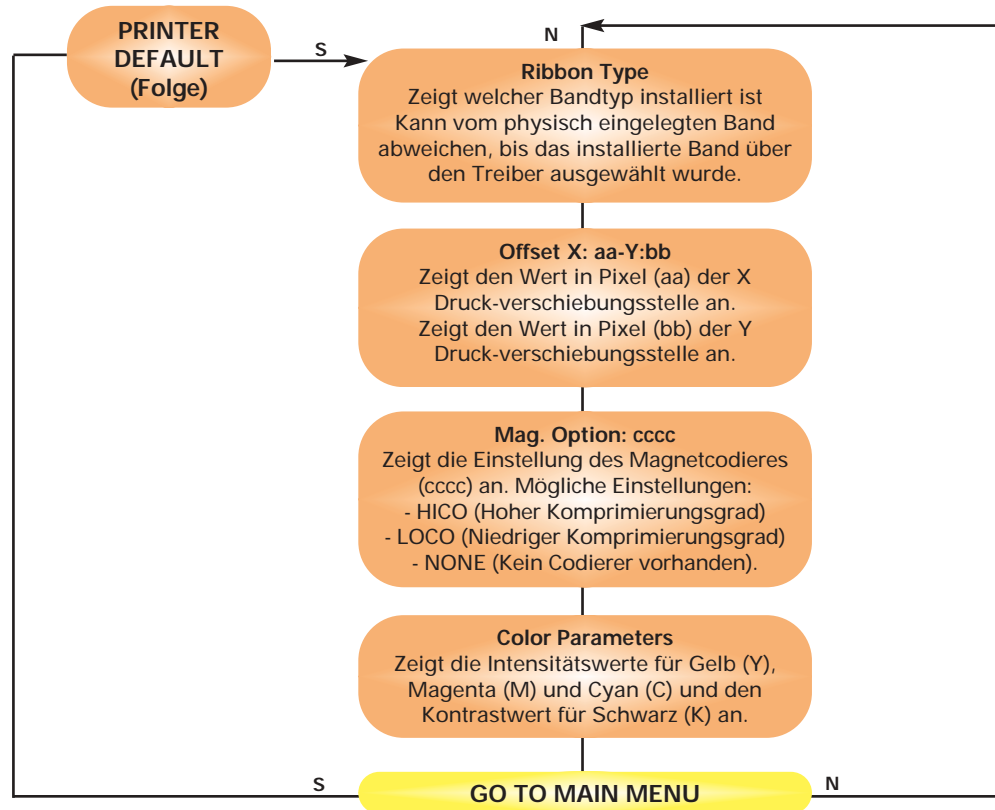 PRINTER
DEFAULT
(Folge)
S
N
Ribbon Type
Zeigt welcher Bandtyp installiert ist
Kann vom physisch eingelegten Band
abweichen, bis das installierte Band über
den Treiber ausgewählt wurde.
Offset X: aa-Y:bb
Zeigt den Wert in Pixel (aa) der X
Druck-verschiebungsstelle an.
Zeigt den Wert in Pixel (bb) der Y
Druck-verschiebungsstelle an.
Mag. Option: cccc
Zeigt die Einstellung des Magnetcodieres
(cccc) an. Mögliche Einstellungen:
- HICO (Hoher Komprimierungsgrad)
- LOCO (Niedriger Komprimierungsgrad)
- NONE (Kein Codierer vorhanden).
Color Parameters
Zeigt die Intensitätswerte für Gelb (Y),
Magenta (M) und Cyan (C) und den
Kontrastwert für Schwarz (K) an.
S
GO TO MAIN MENU
N